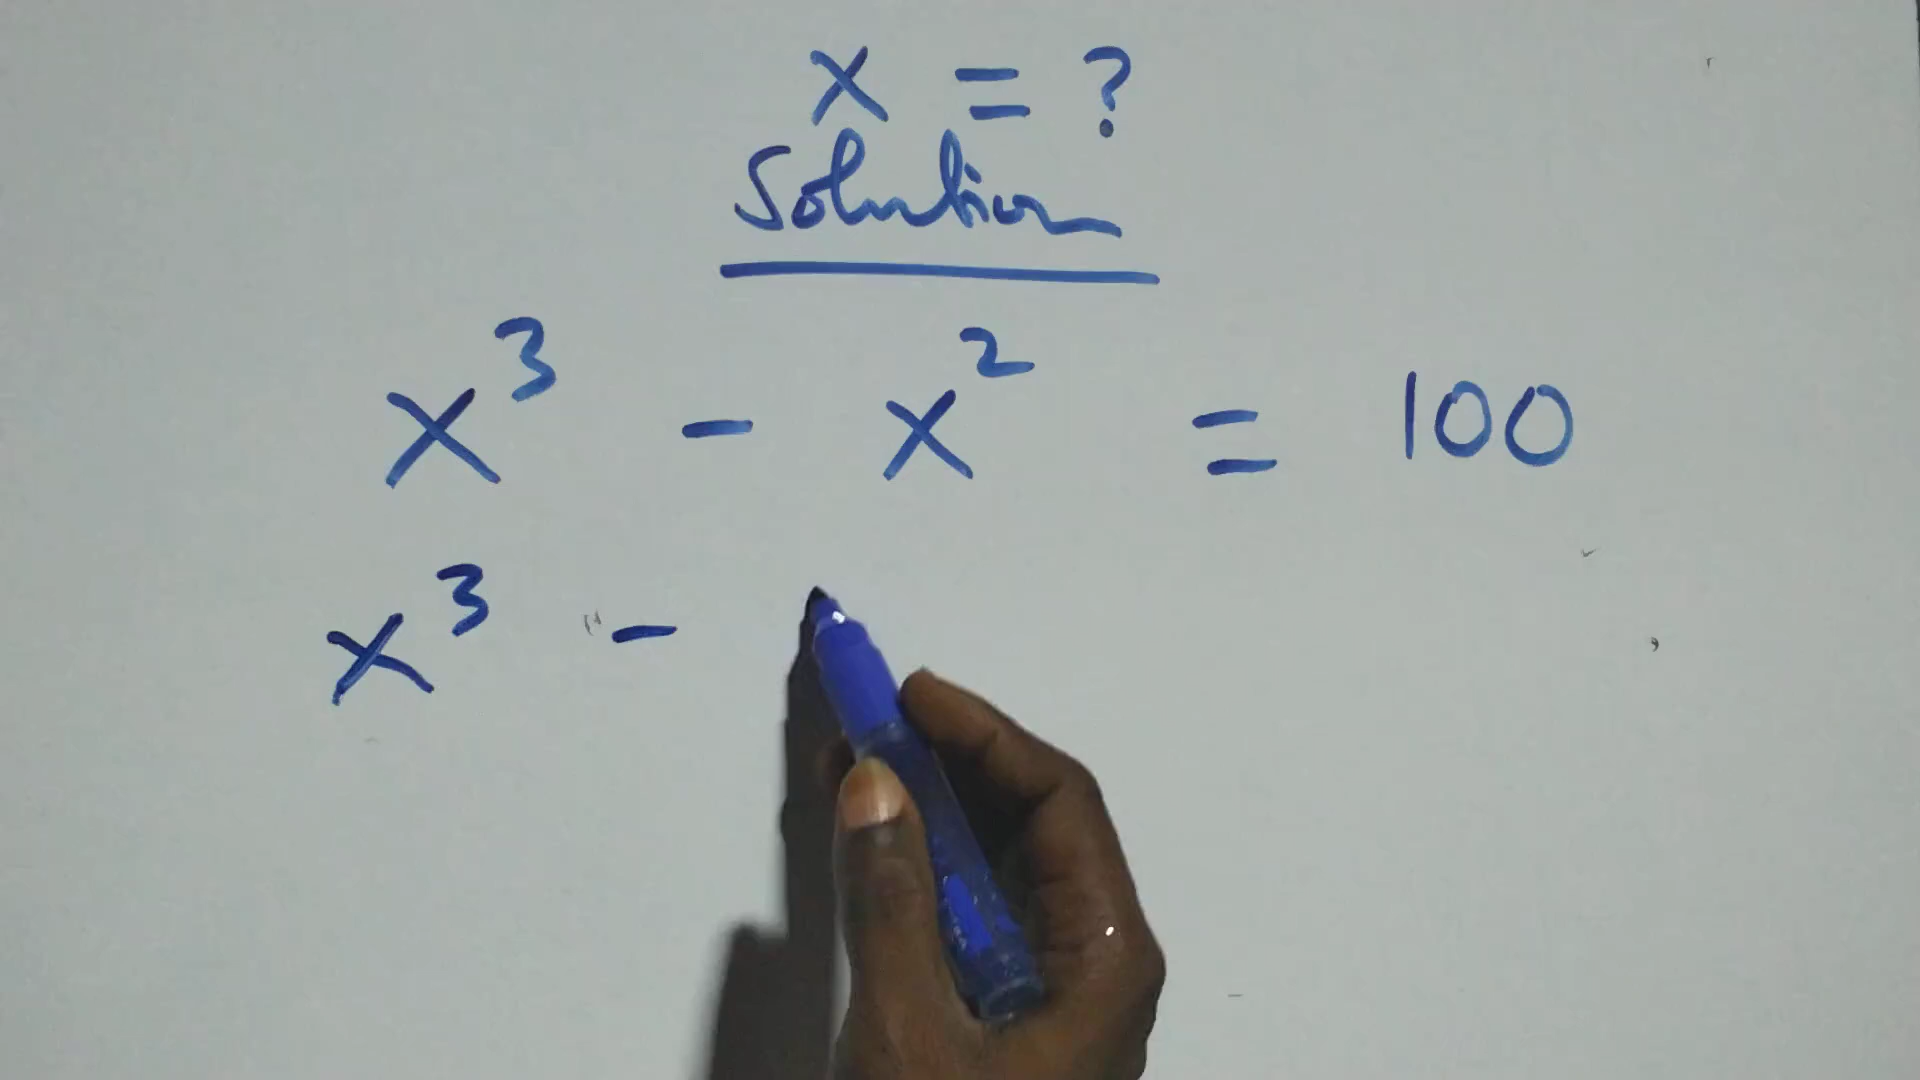 x = ?
Solution
x³ - x² = 100
x³ -